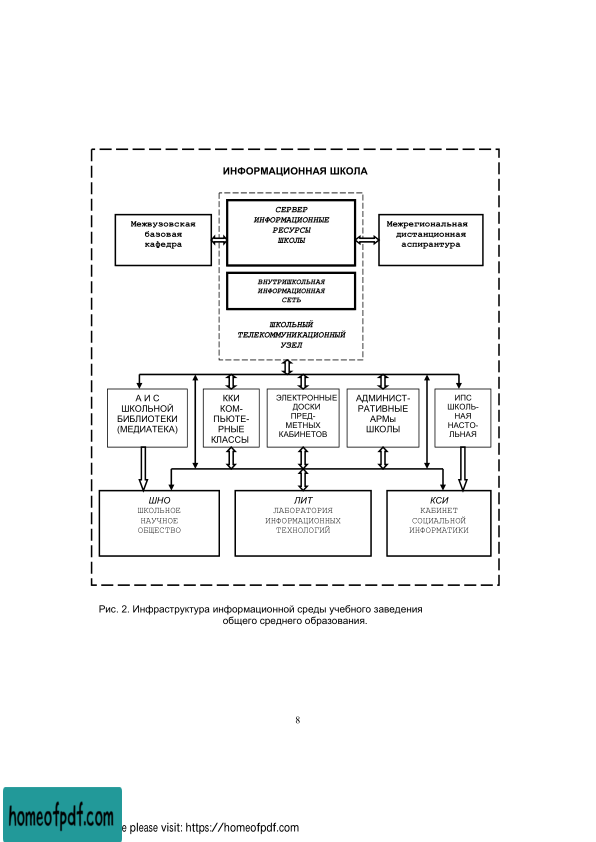 ИНФОРМАЦИОННАЯ ШКОЛА
Межвузовская
базовая
кафедра
СЕРВЕР
ИНФОРМАЦИОННЫЕ
РЕСУРСЫ
ШКОЛЫ
Межрегиональная
дистанционная
аспирантура
ВНУТРИШКОЛЬНАЯ
ИНФОРМАЦИОННАЯ
СЕТЬ
ШКОЛЬНЫЙ
ТЕЛЕКОММУНИКАЦИОННЫЙ
УЗЕЛ
А И С
ШКОЛЬНОЙ
БИБЛИОТЕКИ
(МЕДИАТЕКА)
ККИ
КОМ-
ПЬЮТЕ-
РНЫЕ
КЛАССЫ
ЭЛЕКТРОННЫЕ
ДОСКИ
ПРЕД-
МЕТНЫХ
КАБИНЕТОВ
АДМИНИСТ-
РАТИВНЫЕ
АРМы
ШКОЛЫ
ИПС
ШКОЛЬ-
НАЯ
НАСТО-
ЛЬНАЯ
ШНО
ШКОЛЬНОЕ
НАУЧНОЕ
ОБЩЕСТВО
ЛИТ
ЛАБОРАТОРИЯ
ИНФОРМАЦИОННЫХ
ТЕХНОЛОГИЙ
КСИ
КАБИНЕТ
СОЦИАЛЬНОЙ
ИНФОРМАТИКИ
Рис. 2. Инфраструктура информационной среды учебного заведения
общего среднего образования.
8
homeofpdf.com
e please visit: https://homeofpdf.com